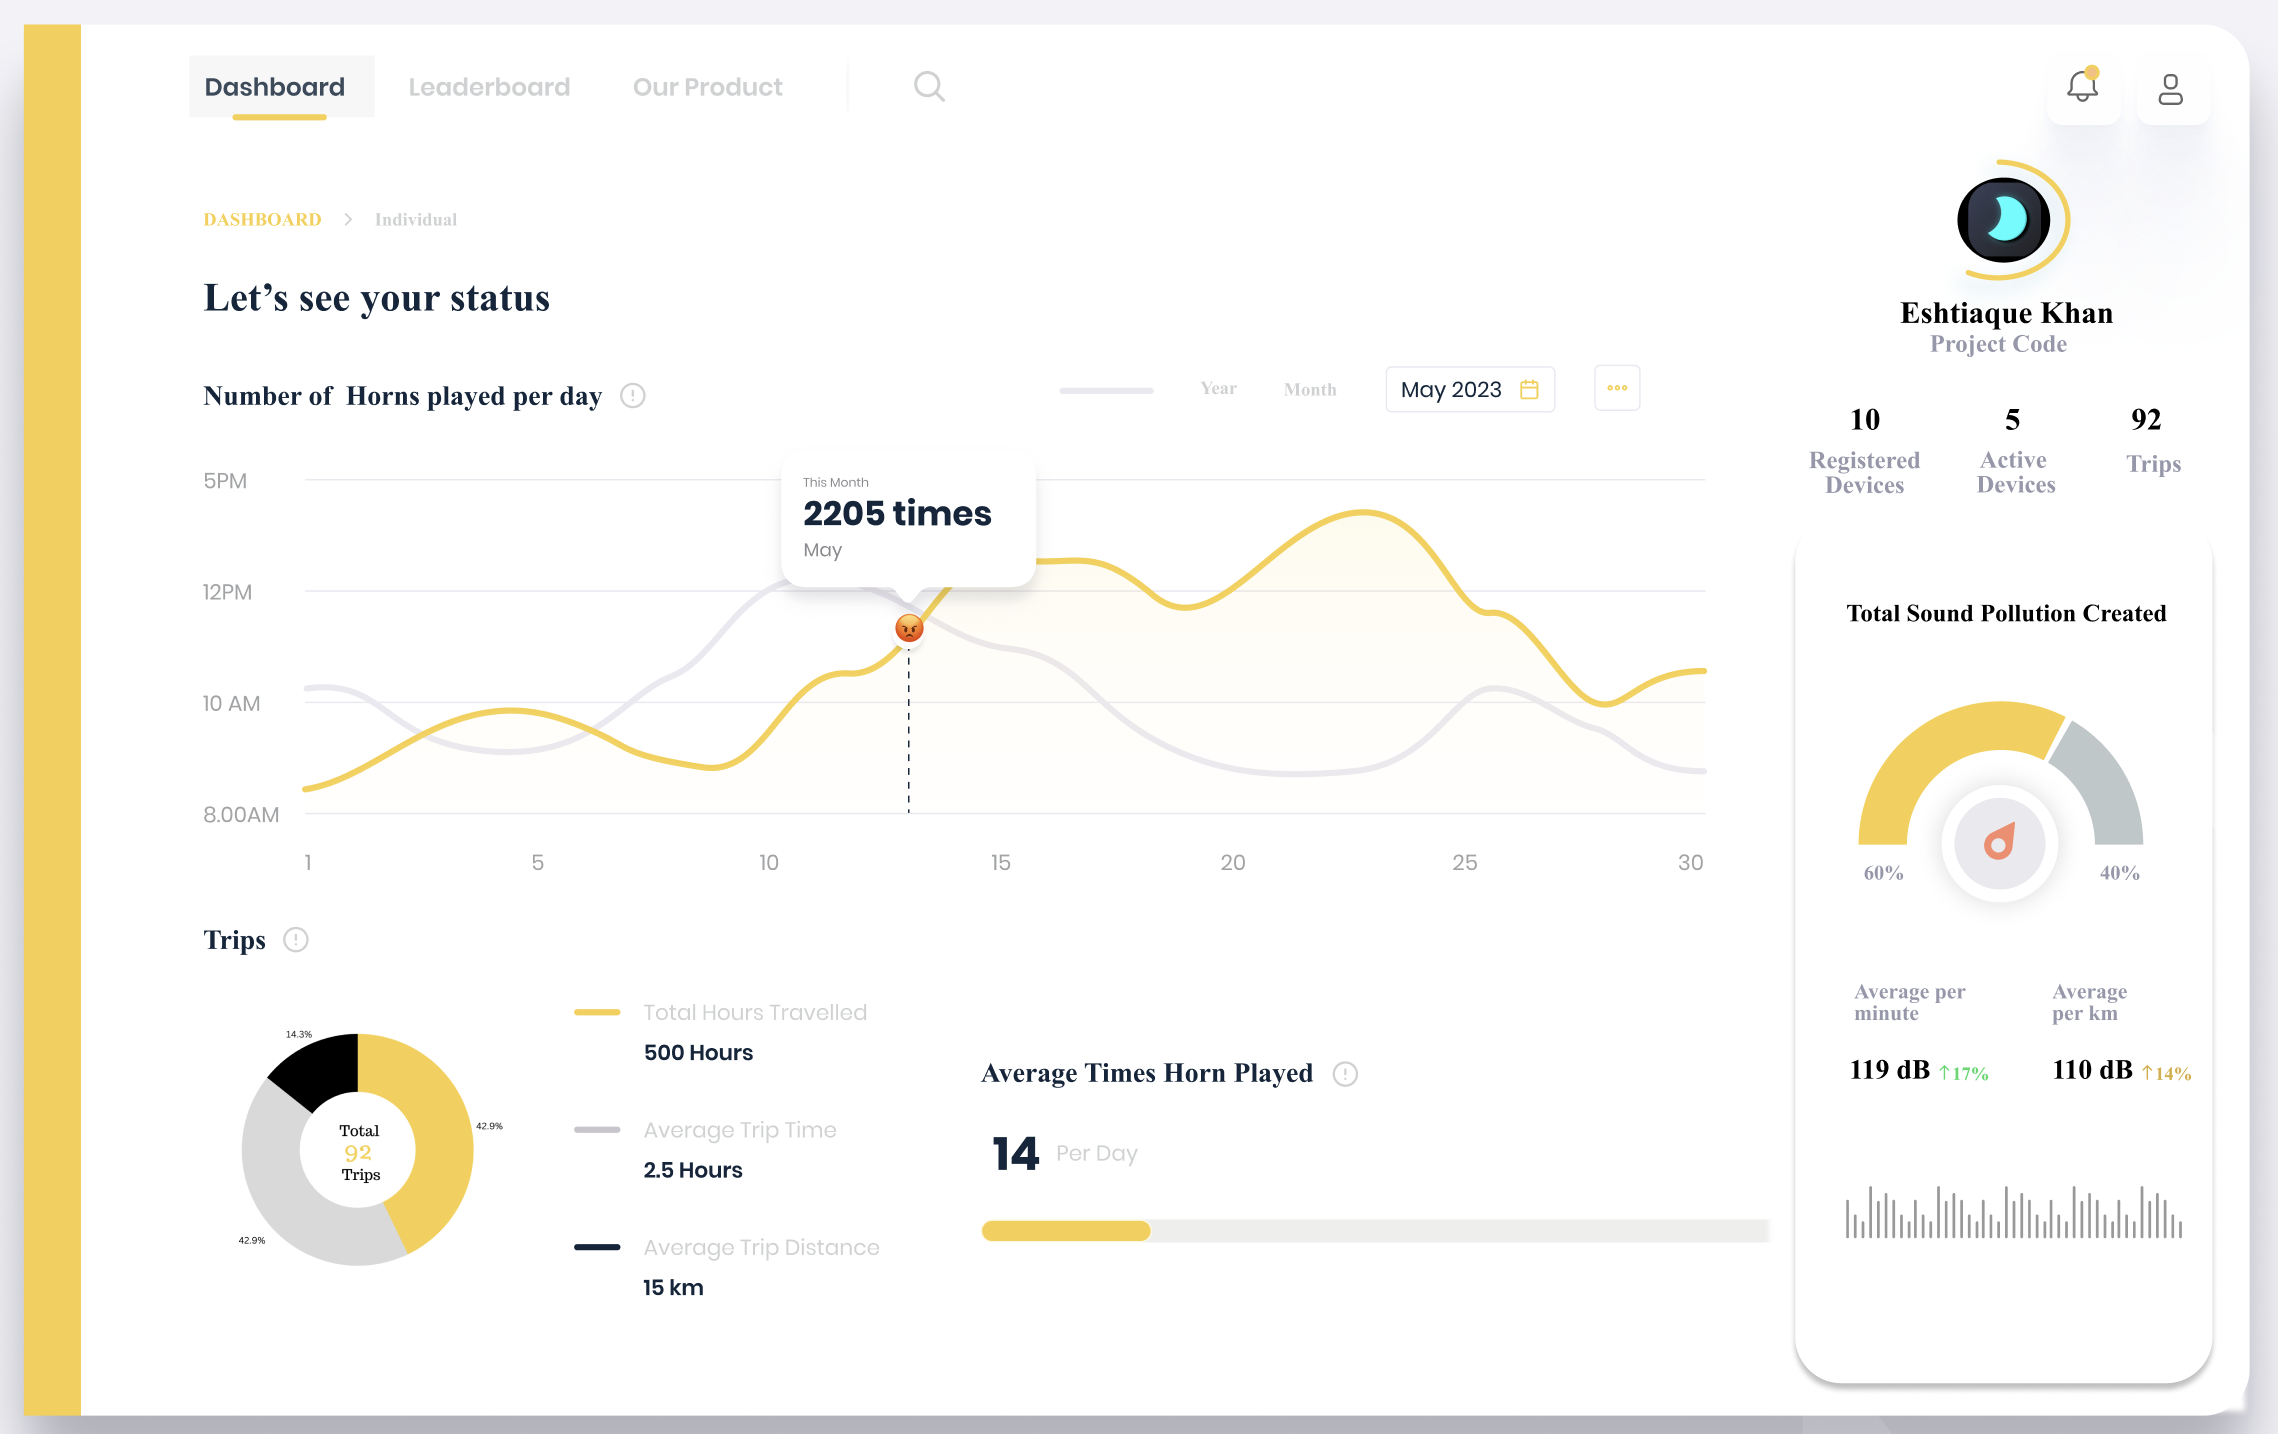 Dashboard
Leaderboard
Our Product
DASHBOARD
Individual
Let’s see your status
Number of Horns played per day
Year
Month
May 2023
5PM
12PM
10 AM
8.00AM
This Month
2205 times
May
1
5
10
15
20
25
30
Trips
14.3%
42.9%
42.9%
Total
92
Trips
Total Hours Travelled
500 Hours
Average Trip Time
2.5 Hours
Average Trip Distance
15 km
Average Times Horn Played
14
Per Day
Eshtiaque Khan
Project Code
10
Registered
Devices
5
Active
Devices
92
Trips
Total Sound Pollution Created
60%
40%
Average per
minute
119 dB ↑17%
Average
per km
110 dB ↑14%